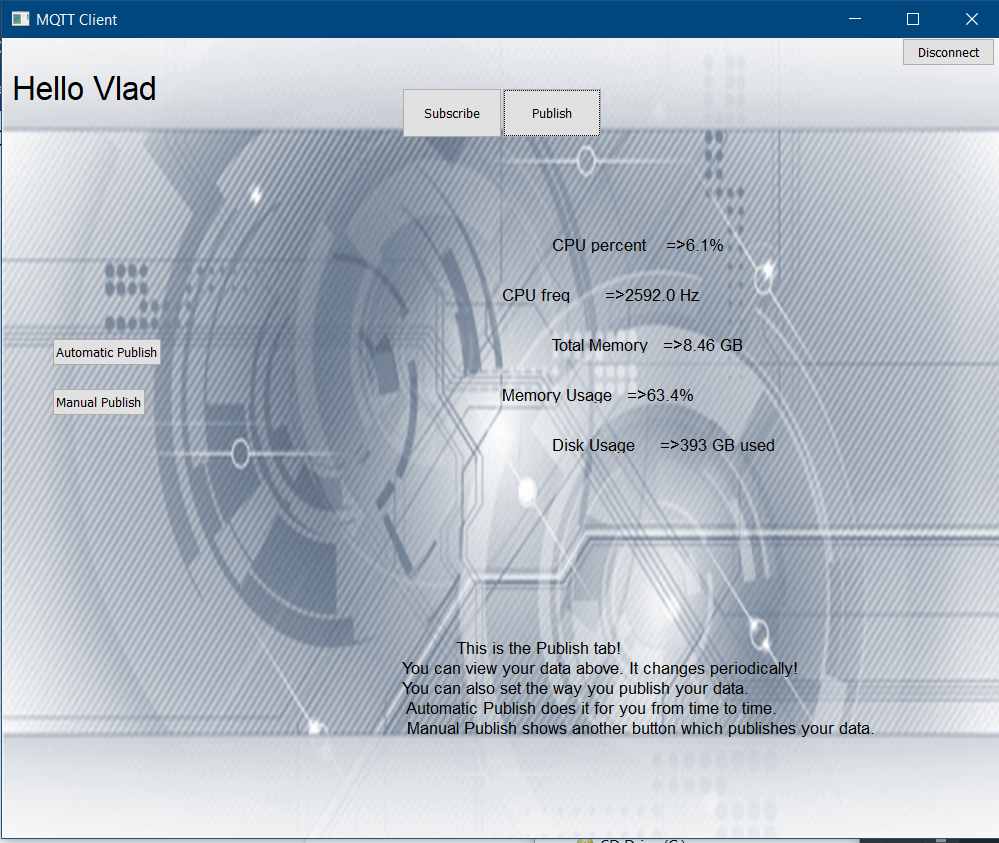 MQTT Client
Disconnect
Hello Vlad
Subscribe
Publish
CPU percent =>6.1%
CPU freq =>2592.0 Hz
Total Memory =>8.46 GB
Automatic Publish
Memory Usage =>63.4%
Manual Publish
Disk Usage =>393 GB used
This is the Publish tab!
You can view your data above. It changes periodically!
You can also set the way you publish your data.
Automatic Publish does it for you from time to time.
Manual Publish shows another button which publishes your data.